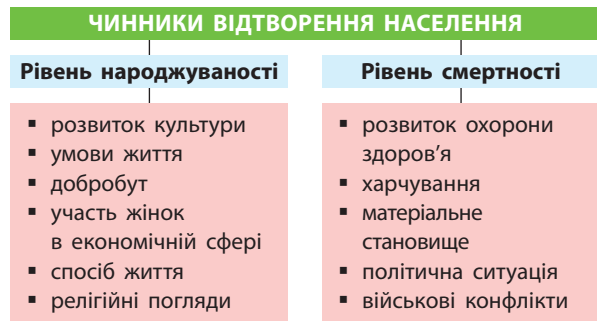 ЧИННИКИ ВІДТВОРЕННЯ НАСЕЛЕННЯ
Рівень народжуваності
▪ розвиток культури
▪ умови життя
▪ добробут
▪ участь жінок
в економічній сфері
▪ спосіб життя
▪ релігійні погляди
Рівень смертності
▪ розвиток охорони
здоров’я
▪ харчування
▪ матеріальне
становище
▪ політична ситуація
▪ військові конфлікти